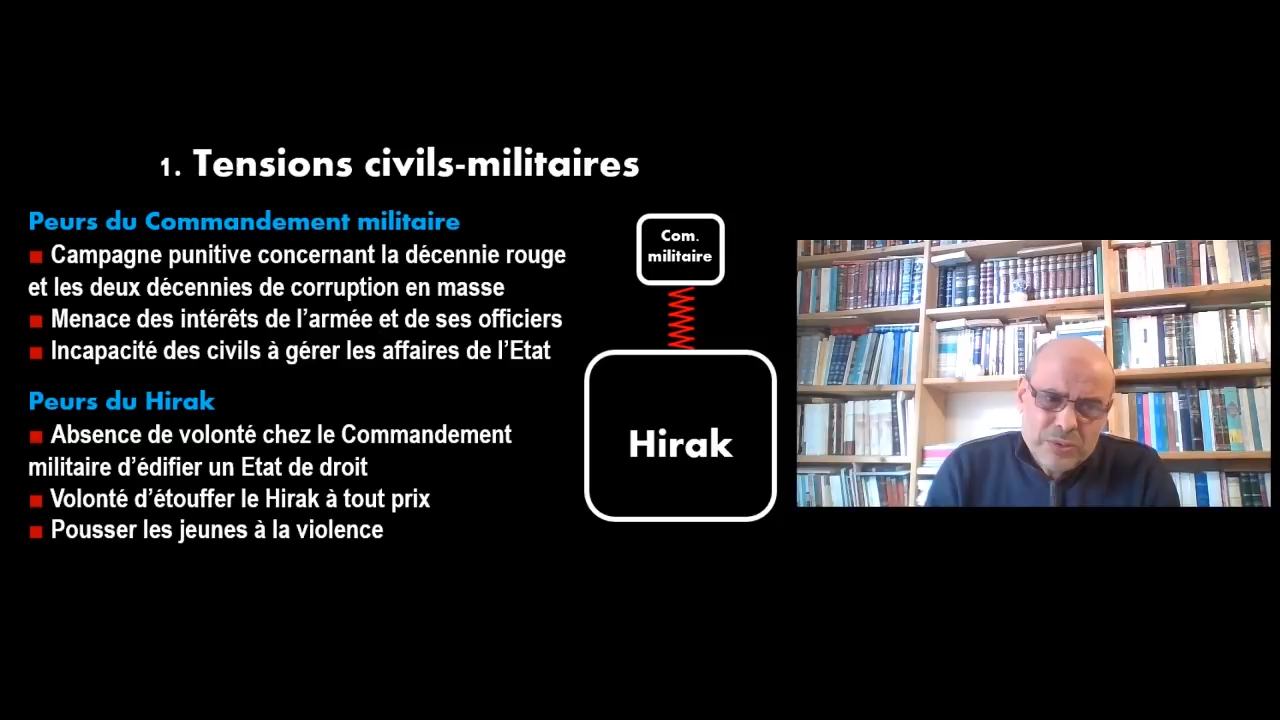 1. Tensions civils-militaires
Peurs du Commandement militaire
■ Campagne punitive concernant la décennie rouge
et les deux décennies de corruption en masse
■ Menace des intérêts de l'armée et de ses officiers
■ Incapacité des civils à gérer les affaires de l'Etat
Peurs du Hirak
■ Absence de volonté chez le Commandement
militaire d'édifier un Etat de droit
■ Volonté d'étouffer le Hirak à tout prix
■ Pousser les jeunes à la violence
Com.
militaire
Hirak